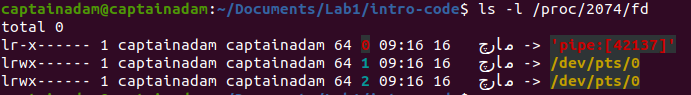 captainadam@captainadam:~/Documents/Lab1/intro-code$ ls -l /proc/2074/fd
total 0
lr-x------ 1 captainadam captainadam 64 0 09:16 16 مارچ -> 'pipe:[42137]'
lrwx------ 1 captainadam captainadam 64 1 09:16 16 مارچ -> /dev/pts/0
lrwx------ 1 captainadam captainadam 64 2 09:16 16 مارچ -> /dev/pts/0